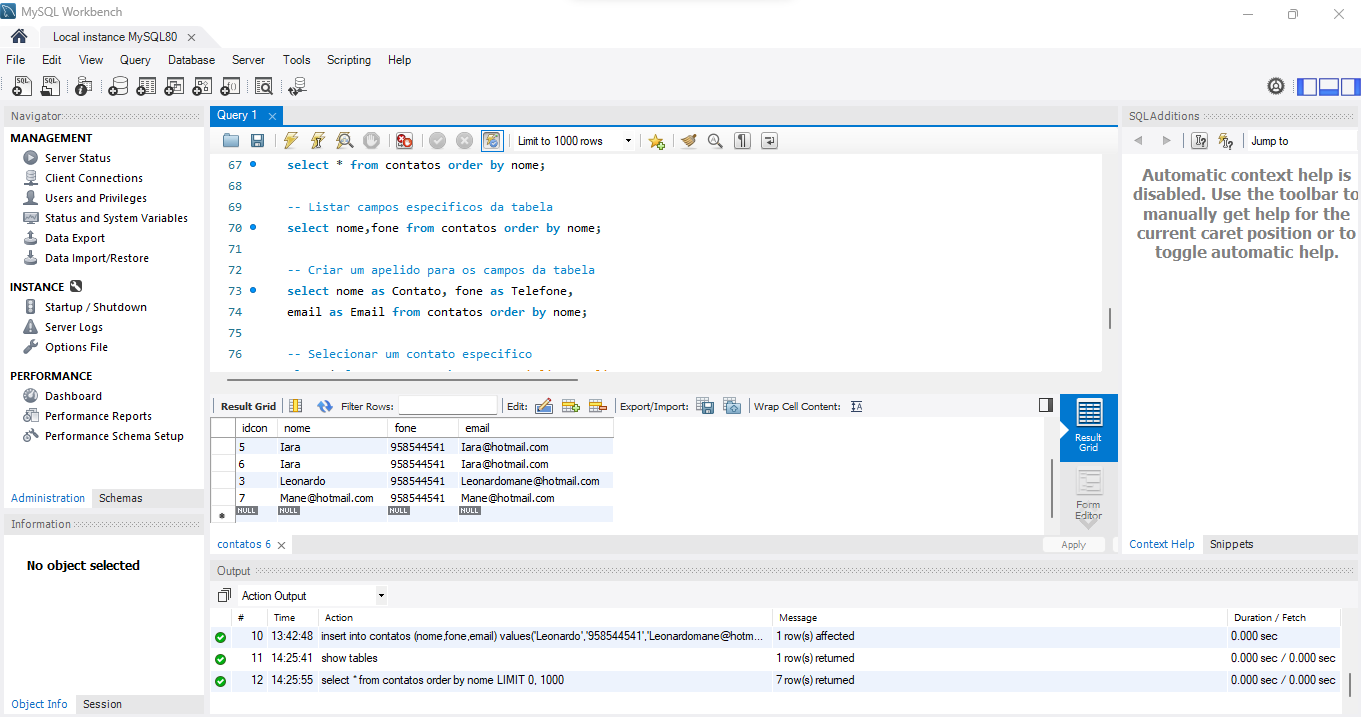 MySQL Workbench
Local instance MySQL80
File Edit View Query Database Server Tools Scripting Help
Navigator
MANAGEMENT
Server Status
Client Connections
Users and Privileges
Status and System Variables
Data Export
Data Import/Restore
INSTANCE
Startup / Shutdown
Server Logs
Options File
PERFORMANCE
Dashboard
Performance Reports
Performance Schema Setup
Administration Schemas
Information
No object selected
Object Info Session
Query 1
Limit to 1000 rows
67 select * from contatos order by nome;
68
69 -- Listar campos especificos da tabela
70 select nome,fone from contatos order by nome;
71
72 -- Criar um apelido para os campos da tabela
73 select nome as Contato, fone as Telefone,
74 email as Email from contatos order by nome;
75
76 -- Selecionar um contato especifico
Result Grid Filter Rows: Edit: Export/Import: Wrap Cell Content:
idcon nome fone email
5 Iara 958544541 Iara@hotmail.com
6 Iara 958544541 Iara@hotmail.com
3 Leonardo 958544541 Leonardomane@hotmail.com
7 Mane@hotmail.com 958544541 Mane@hotmail.com
NULL NULL NULL NULL
Result
Grid
Form
Editor
contatos 6
Apply
Output
Action Output
# Time Action Message Duration / Fetch
10 13:42:48 insert into contatos (nome,fone,email) values('Leonardo','958544541','Leonardomane@hotm... 1 row(s) affected 0.000 sec
11 14:25:41 show tables 1 row(s) returned 0.000 sec / 0.000 sec
12 14:25:55 select * from contatos order by nome LIMIT 0, 1000 7 row(s) returned 0.000 sec / 0.000 sec
SQLAdditions
Jump to
Automatic context help is
disabled. Use the toolbar to
manually get help for the
current caret position or to
toggle automatic help.
Context Help Snippets